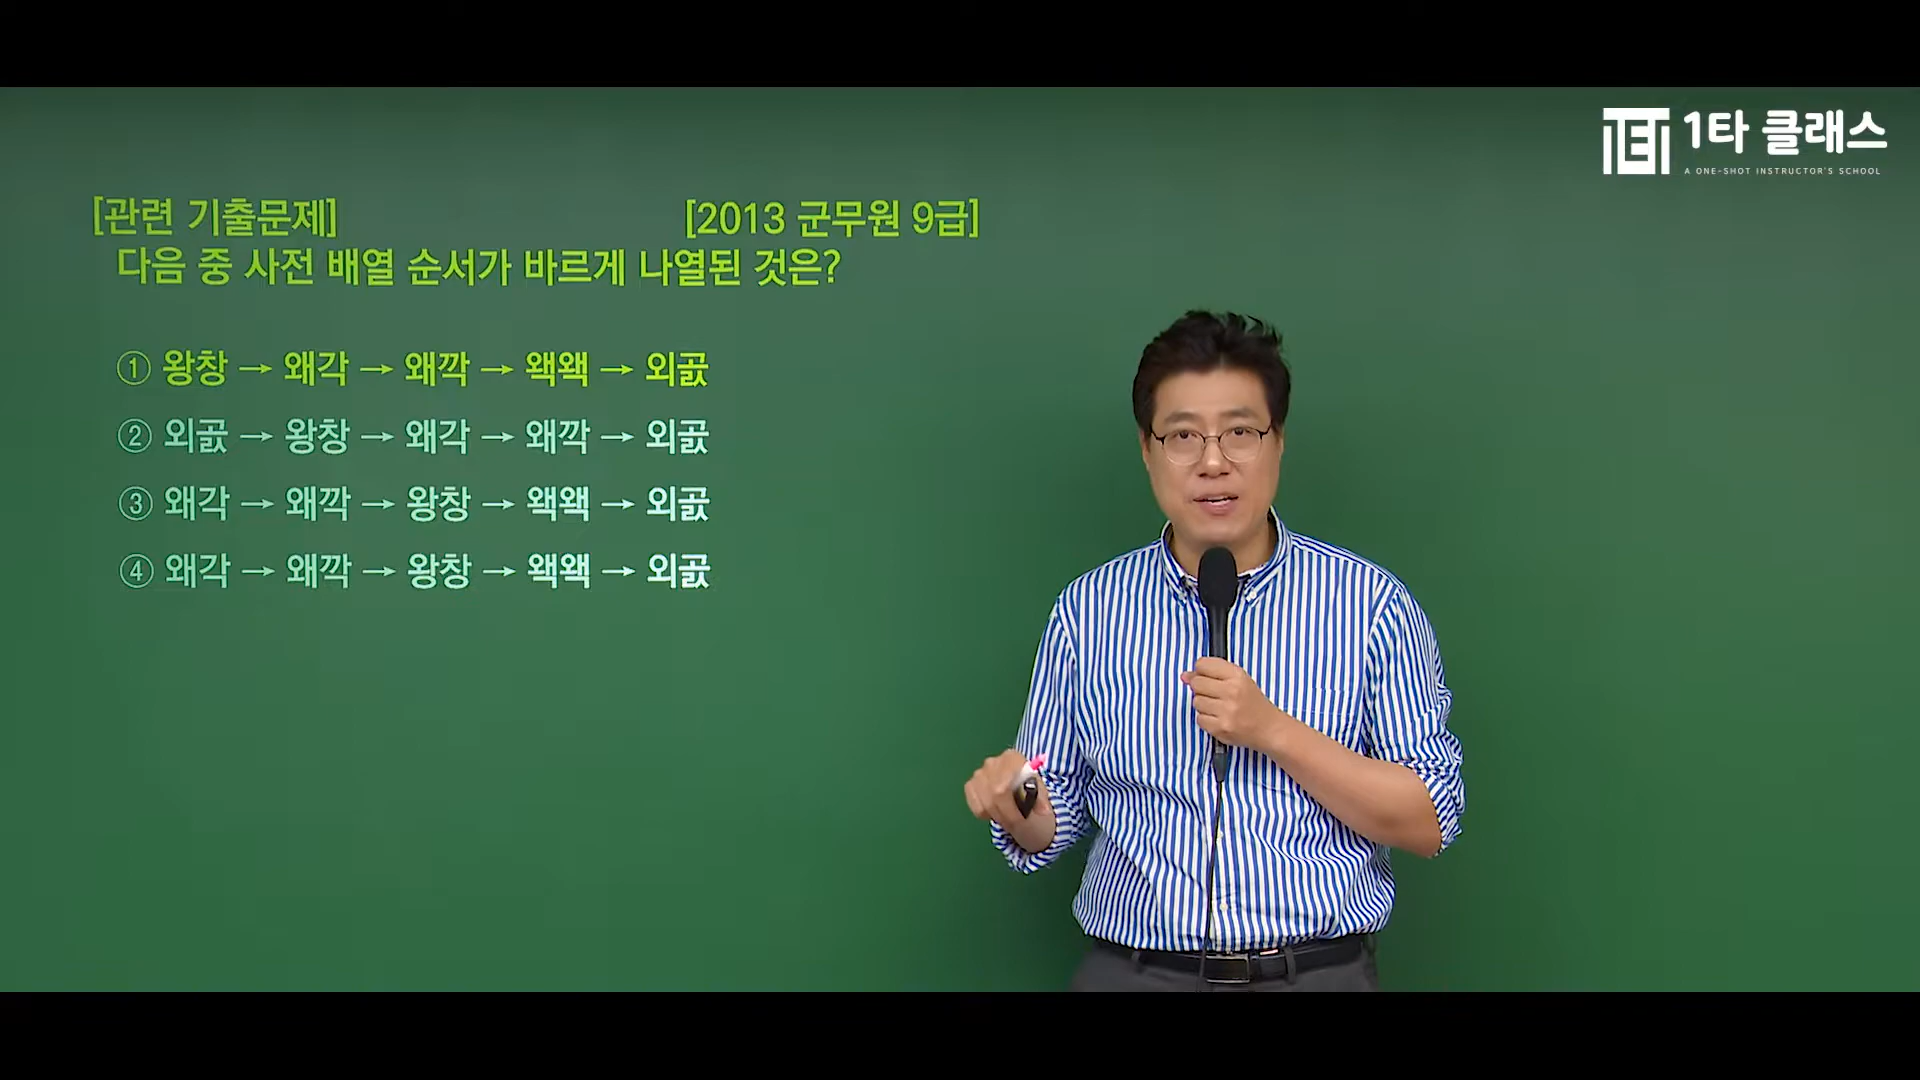 1타 클래스
A ONE-SHOT INSTRUCTOR'S SCHOOL
[관련 기출문제] [2013 군무원 9급]
다음 중 사전 배열 순서가 바르게 나열된 것은?
① 왕창 → 왜각 → 왜깍 → 왝왝 → 외곬
② 외곬 → 왕창 → 왜각 → 왜깍 → 외곬
③ 왜각 → 왜깍 → 왕창 → 왝왝 → 외곬
④ 왜각 → 왜깍 → 왕창 → 왝왝 → 외곬